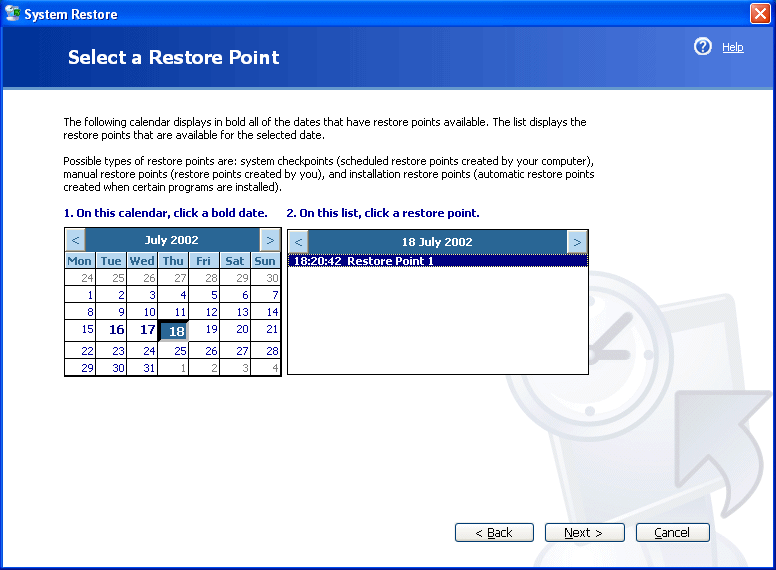 System Restore
Select a Restore Point
? Help
The following calendar displays in bold all of the dates that have restore points available. The list displays the
restore points that are available for the selected date.
Possible types of restore points are: system checkpoints (scheduled restore points created by your computer),
manual restore points (restore points created by you), and installation restore points (automatic restore points
created when certain programs are installed).
1. On this calendar, click a bold date.
2. On this list, click a restore point.
< July 2002 >
Mon Tue Wed Thu Fri Sat Sun
24 25 26 27 28 29 30
1 2 3 4 5 6 7
8 9 10 11 12 13 14
15 16 17 18 19 20 21
22 23 24 25 26 27 28
29 30 31 1 2 3 4
< 18 July 2002 >
18:20:42 Restore Point 1
< Back
Next >
Cancel